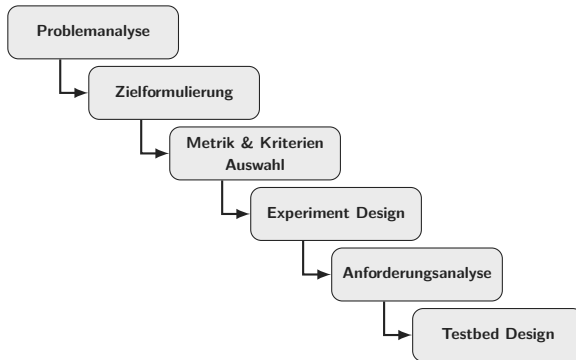 Problemanalyse
Zielformulierung
Metrik & Kriterien
Auswahl
Experiment Design
Anforderungsanalyse
Testbed Design